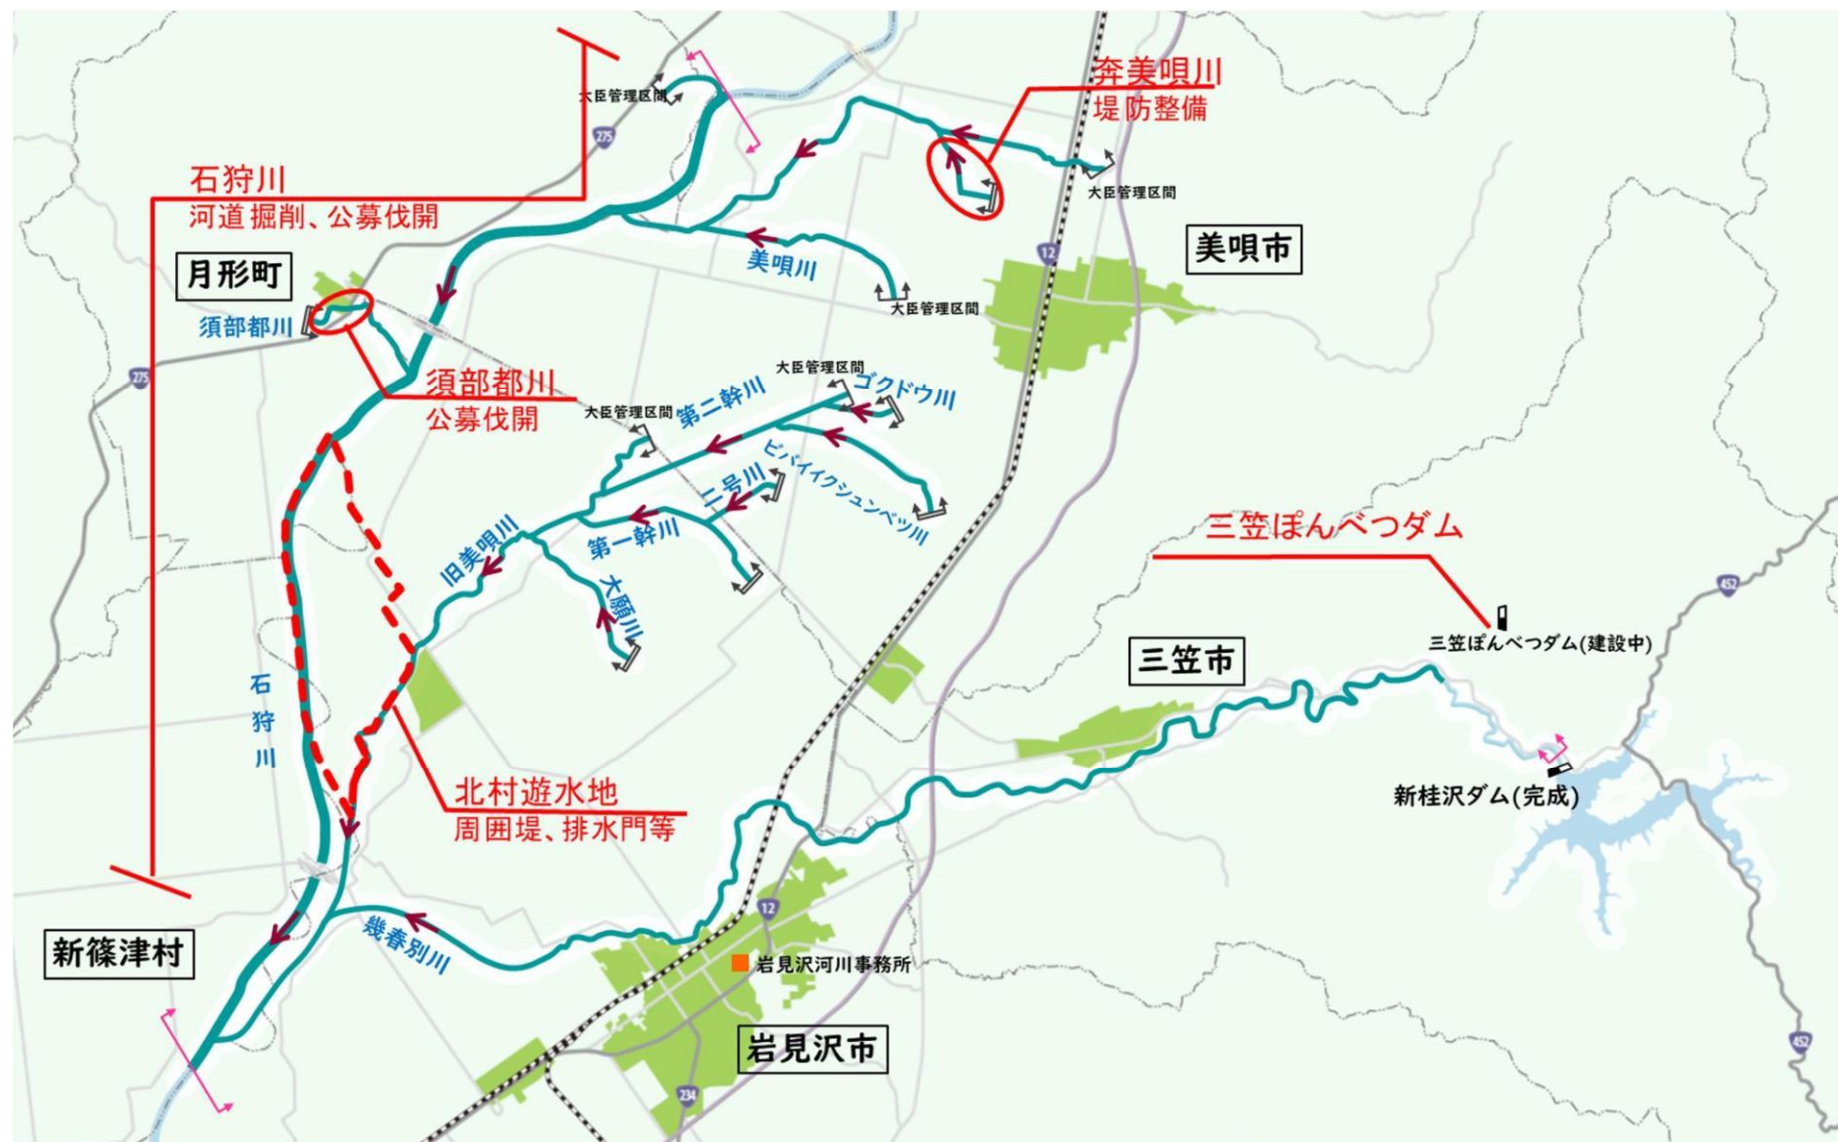 大臣管理区間
奔美唄川
堤防整備
275
石狩川
河道掘削、公募伐開
大臣管理区間
12
美唄市
月形町
美唄川
大臣管理区間
須部都川
275
須部都川
公募伐開
大臣管理区間
大臣管理区間
第二幹川
ゴクドウ川
ビバイイクシュンベツ川
二号川
第一幹川
旧美唄川
大願川
三笠ぽんべつダム
452
三笠ぽんべつダム(建設中)
三笠市
石狩川
北村遊水地
周囲堤、排水門等
新桂沢ダム(完成)
12
幾春別川
新篠津村
岩見沢河川事務所
岩見沢市
452
234